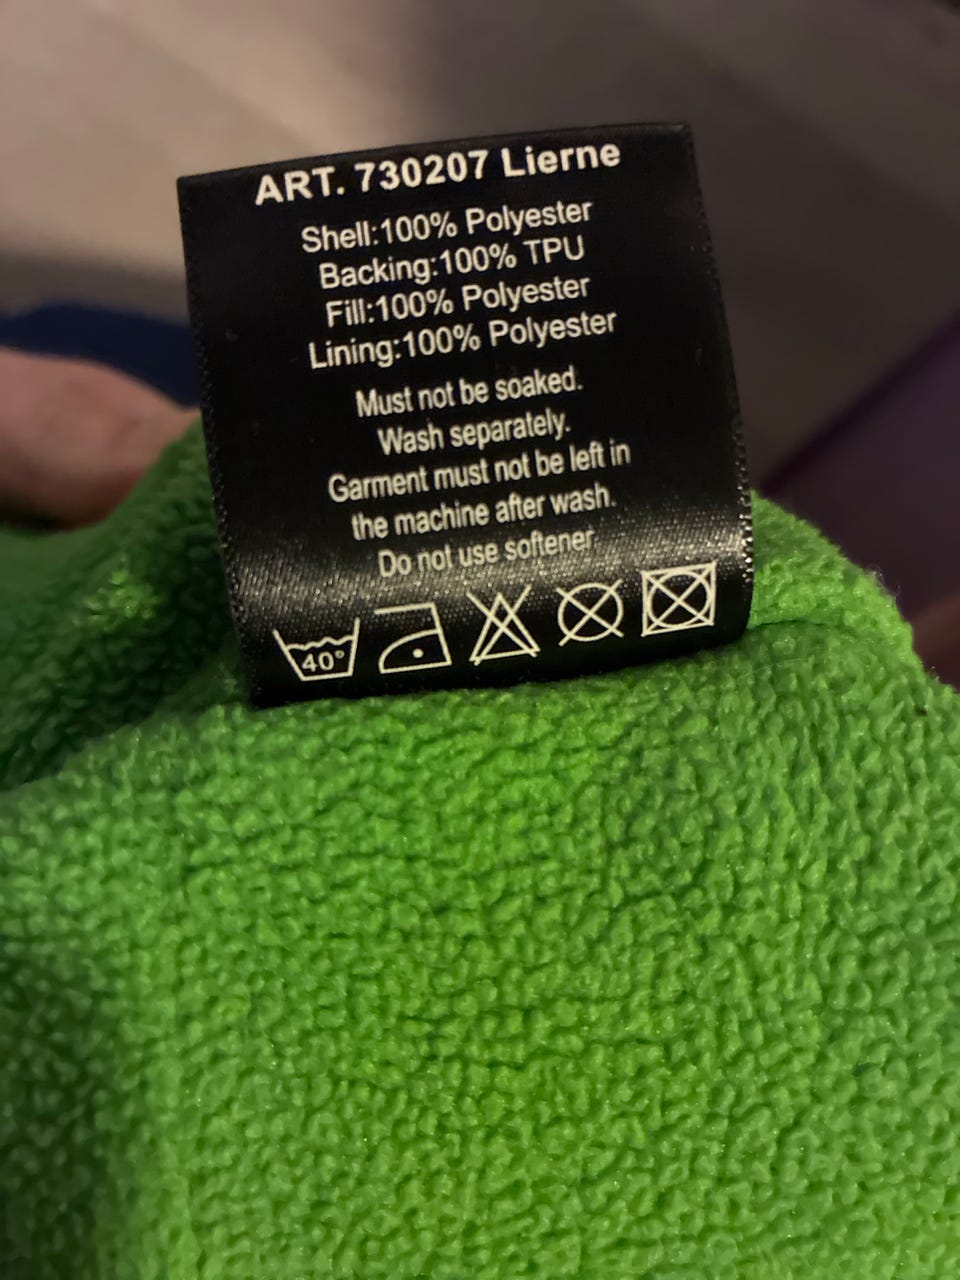 ART. 730207 Lierne
Shell:100% Polyester
Backing:100% TPU
Fill:100% Polyester
Lining:100% Polyester
Must not be soaked.
Wash separately.
Garment must not be left in
the machine after wash.
Do not use softener
40°